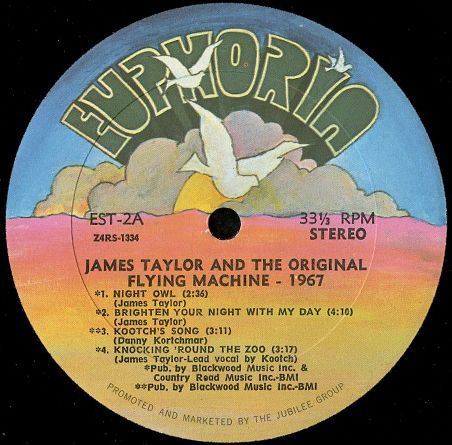 EUPHORIA
EST-2A
Z4RS-1334
33⅓ RPM
STEREO
JAMES TAYLOR AND THE ORIGINAL
FLYING MACHINE - 1967
*1. NIGHT OWL (2:36)
(James Taylor)
*2. BRIGHTEN YOUR NIGHT WITH MY DAY (4:10)
(James Taylor)
**3. KOOTCH'S SONG (3:11)
(Danny Kortchmar)
*4. KNOCKING 'ROUND THE ZOO (3:17)
(James Taylor-Lead vocal by Kootch)
*Pub. by Blackwood Music Inc. &
Country Road Music Inc.-BMI
**Pub. by Blackwood Music Inc.-BMI
PROMOTED AND MARKETED BY THE JUBILEE GROUP